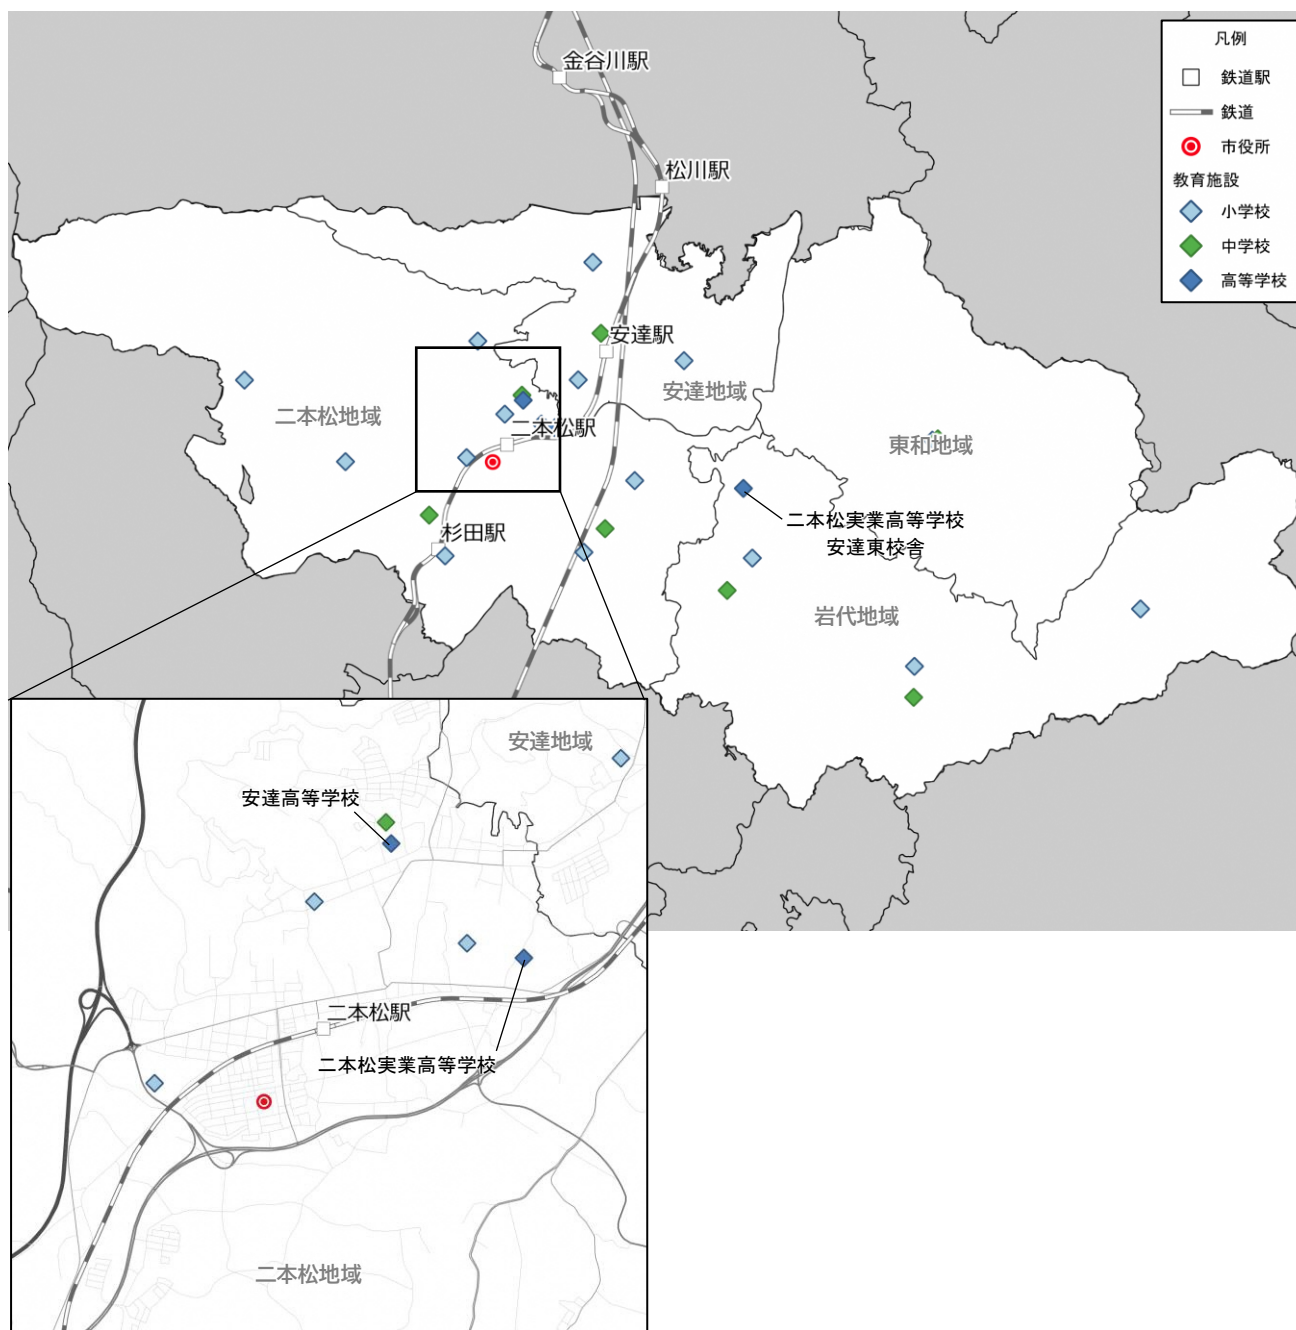 金谷川駅
松川駅
凡例
鉄道駅
鉄道
市役所
教育施設
小学校
中学校
高等学校
安達駅
安達地域
二本松地域
二本松駅
東和地域
杉田駅
二本松実業高等学校
安達東校舎
岩代地域
安達地域
安達高等学校
二本松駅
二本松実業高等学校
二本松地域